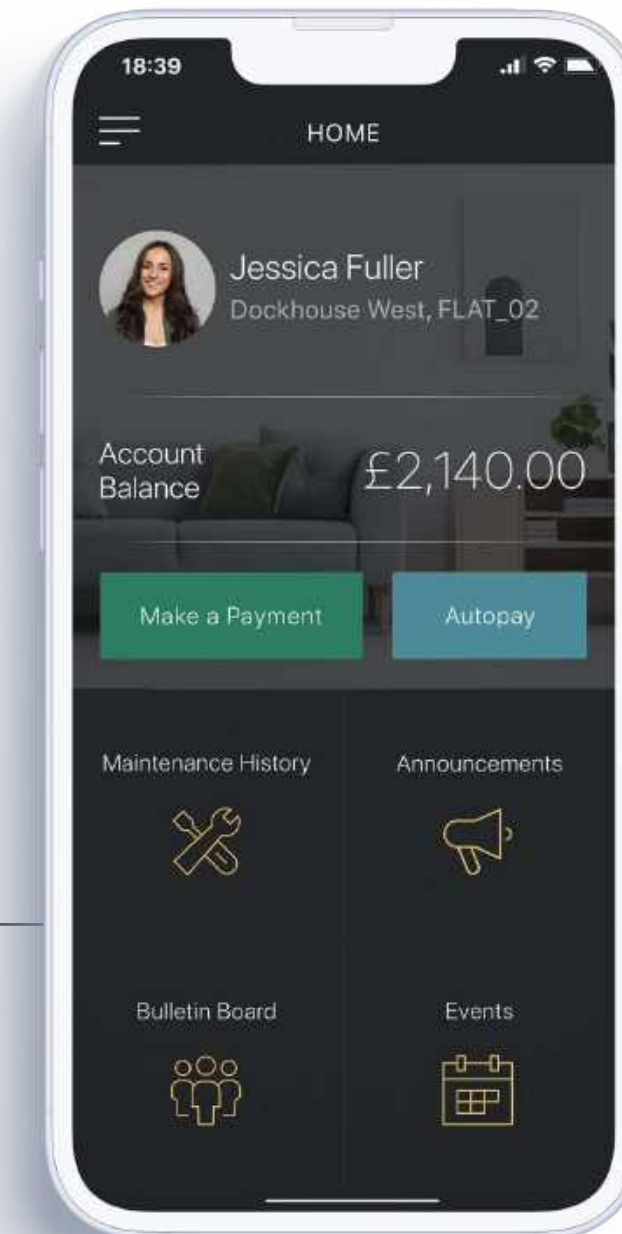 18:39
HOME
Jessica Fuller
Dockhouse West, FLAT_02
Account
Balance
£2,140.00
Make a Payment
Autopay
Maintenance History
Announcements
Bulletin Board
Events